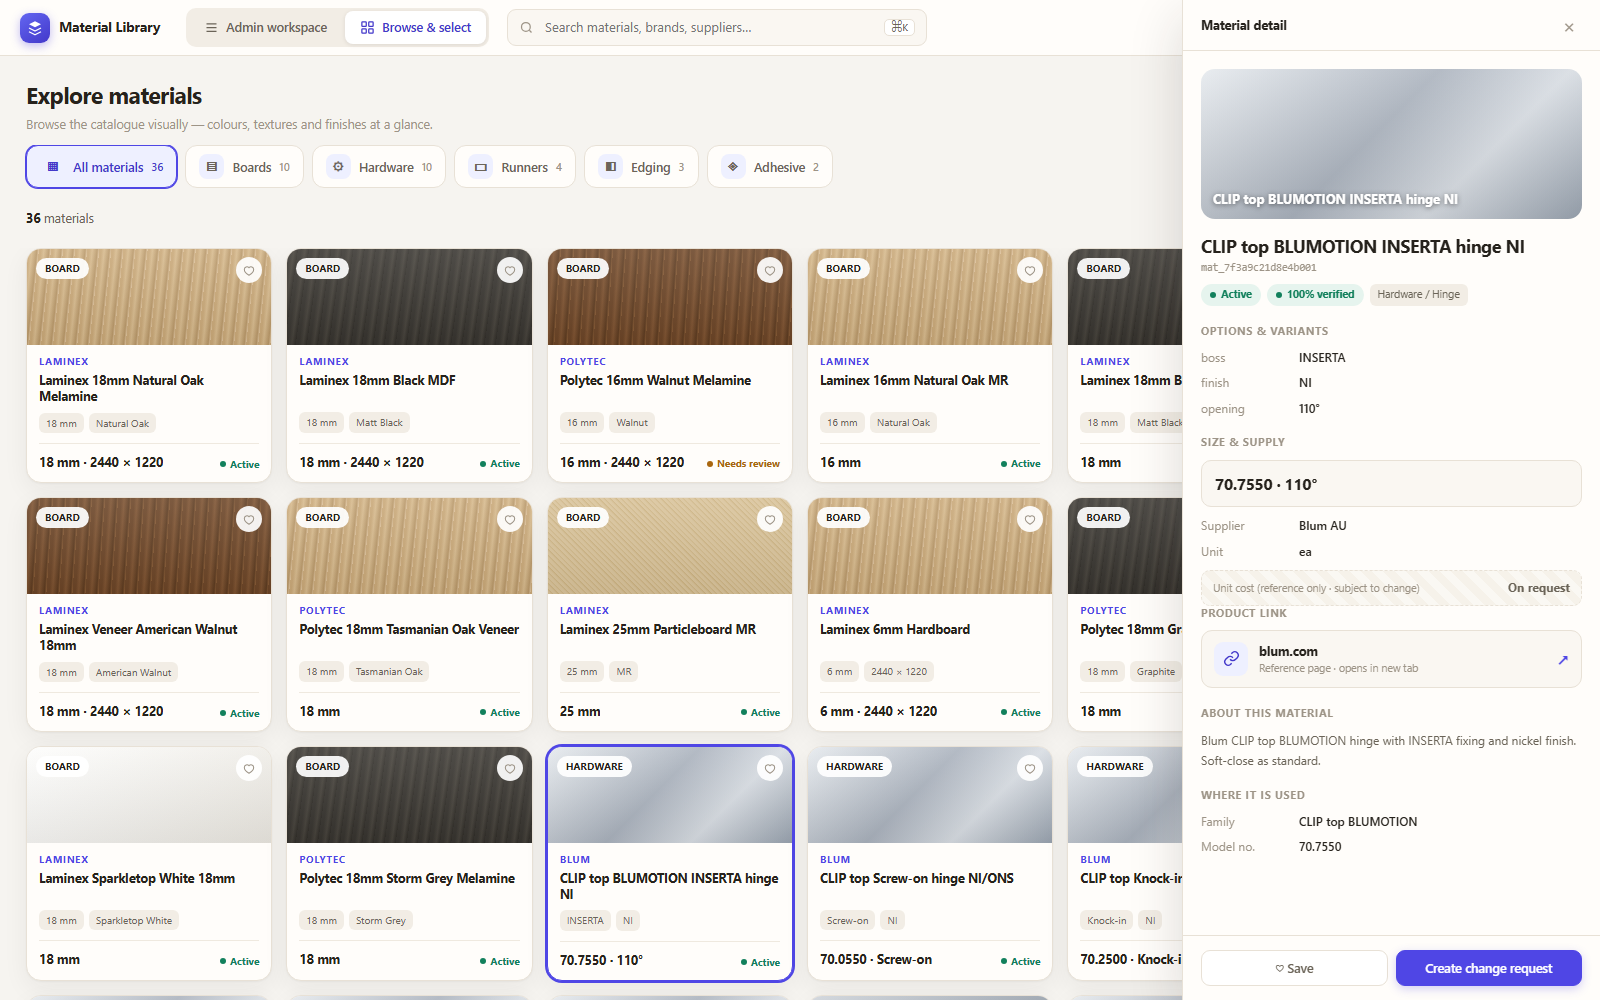 Material Library
Admin workspace
Browse & select
Search materials, brands, suppliers...
⌘K
Explore materials
Browse the catalogue visually — colours, textures and finishes at a glance.
All materials 36
Boards 10
Hardware 10
Runners 4
Edging 3
Adhesive 2
36 materials
BOARD
LAMINEX
Laminex 18mm Natural Oak
Melamine
18 mm Natural Oak
18 mm · 2440 × 1220 Active
BOARD
LAMINEX
Laminex 18mm Black MDF
18 mm Matt Black
18 mm · 2440 × 1220 Active
BOARD
POLYTEC
Polytec 16mm Walnut Melamine
16 mm Walnut
16 mm · 2440 × 1220 Needs review
BOARD
LAMINEX
Laminex 16mm Natural Oak MR
16 mm Natural Oak
16 mm Active
BOARD
LAMINEX
Laminex 18mm B
18 mm Matt Black
18 mm
BOARD
LAMINEX
Laminex Veneer American Walnut
18mm
18 mm American Walnut
18 mm · 2440 × 1220 Active
BOARD
POLYTEC
Polytec 18mm Tasmanian Oak Veneer
18 mm Tasmanian Oak
18 mm Active
BOARD
LAMINEX
Laminex 25mm Particleboard MR
25 mm MR
25 mm Active
BOARD
LAMINEX
Laminex 6mm Hardboard
6 mm 2440 × 1220
6 mm · 2440 × 1220 Active
BOARD
POLYTEC
Polytec 18mm Gr
18 mm Graphite
18 mm
BOARD
LAMINEX
Laminex Sparkletop White 18mm
18 mm Sparkletop White
18 mm Active
BOARD
POLYTEC
Polytec 18mm Storm Grey Melamine
18 mm Storm Grey
18 mm Active
HARDWARE
BLUM
CLIP top BLUMOTION INSERTA hinge
NI
INSERTA NI
70.7550 · 110° Active
HARDWARE
BLUM
CLIP top Screw-on hinge NI/ONS
Screw-on NI
70.0550 · Screw-on Active
HARDWARE
BLUM
CLIP top Knock-i
Knock-in NI
70.2500 · Knock-i
Material detail
CLIP top BLUMOTION INSERTA hinge NI
CLIP top BLUMOTION INSERTA hinge NI
mat_7f3a9c21d8e4b001
Active 100% verified Hardware / Hinge
OPTIONS & VARIANTS
boss INSERTA
finish NI
opening 110°
SIZE & SUPPLY
70.7550 · 110°
Supplier Blum AU
Unit ea
Unit cost (reference only · subject to change) On request
PRODUCT LINK
blum.com
Reference page · opens in new tab
ABOUT THIS MATERIAL
Blum CLIP top BLUMOTION hinge with INSERTA fixing and nickel finish.
Soft-close as standard.
WHERE IT IS USED
Family CLIP top BLUMOTION
Model no. 70.7550
Save
Create change request